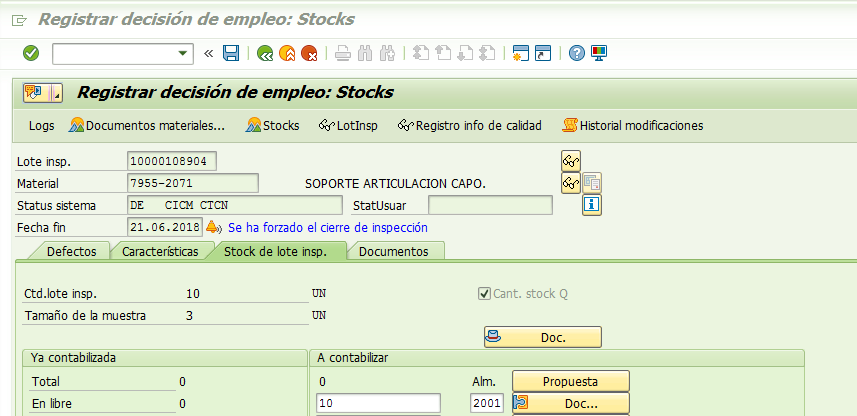 Registrar decisión de empleo: Stocks
Registrar decisión de empleo: Stocks
Logs Documentos materiales... Stocks LotInsp Registro info de calidad Historial modificaciones
Lote insp. 10000108904
Material 7955-2071 SOPORTE ARTICULACION CAPO.
Status sistema DE CICM CTCN StatUsuar
Fecha fin 21.06.2018 Se ha forzado el cierre de inspección
Defectos Características Stock de lote insp. Documentos
Ctd.lote insp. 10 UN Cant. stock Q
Tamaño de la muestra 3 UN
Doc.
Ya contabilizada A contabilizar
Total 0 0 Alm. Propuesta
En libre 0 10 2001 Doc...